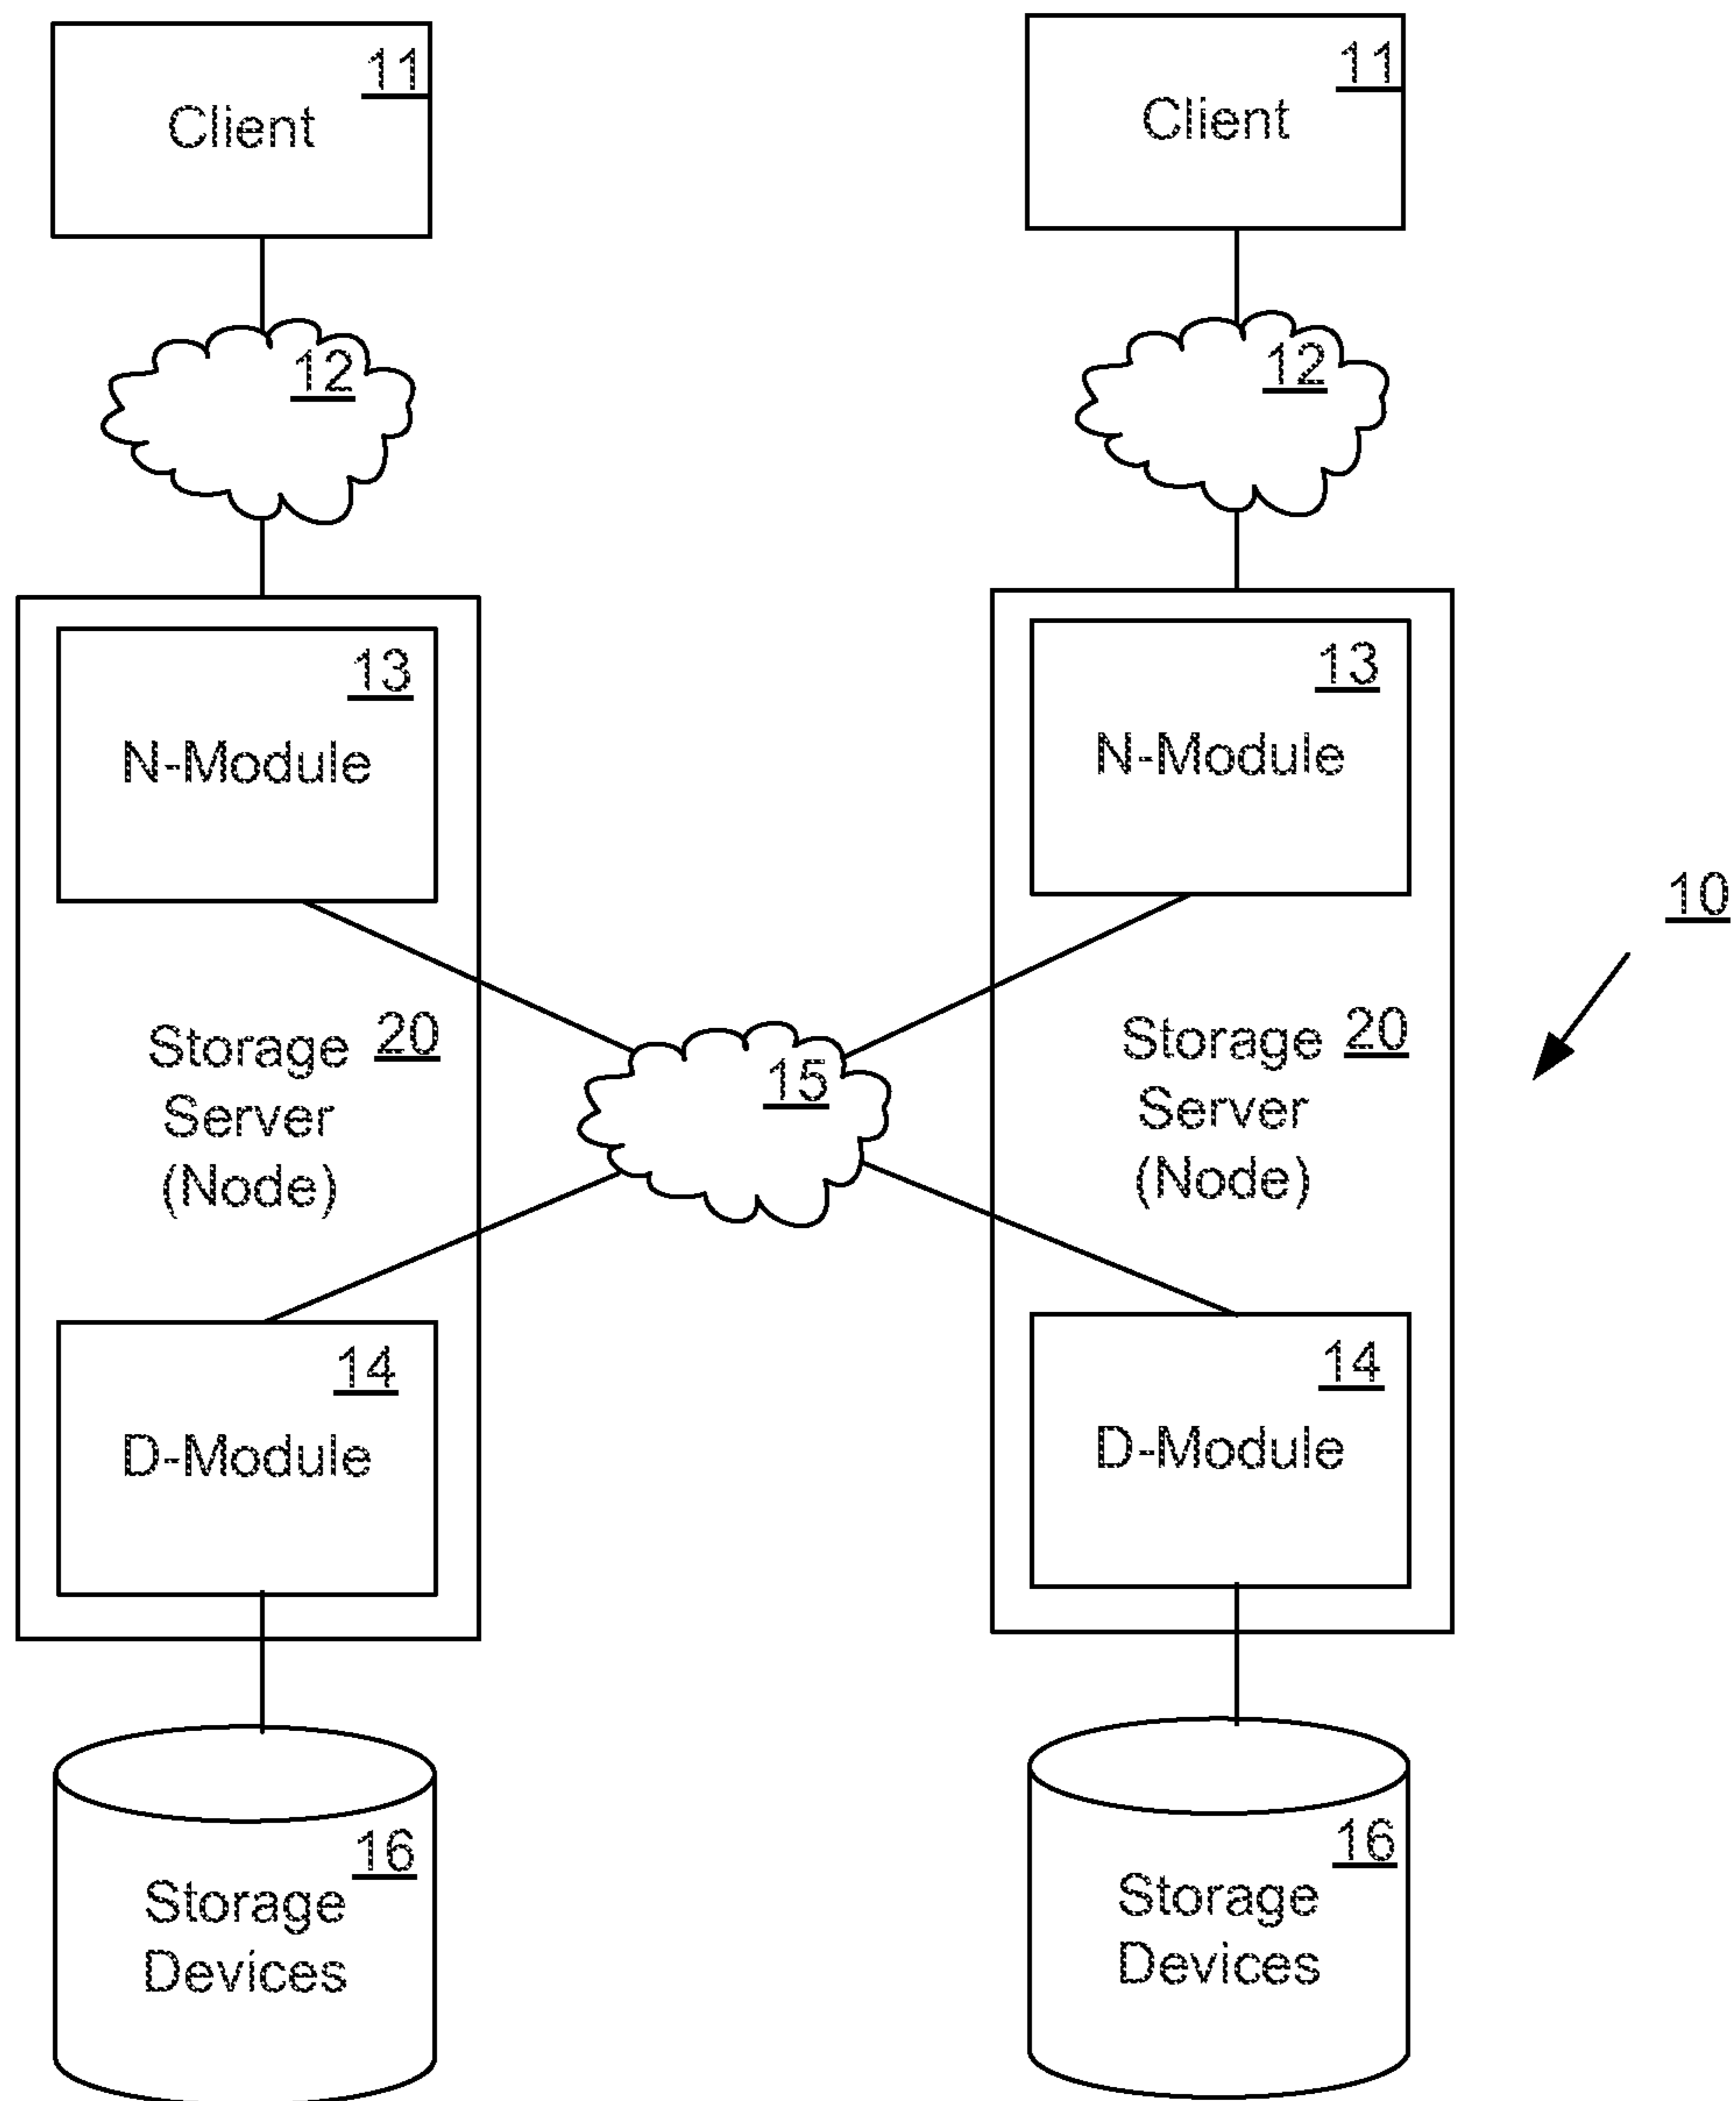 11
Client
11
Client
12
12
13
N-Module
13
N-Module
10
Storage 20
Server
(Node)
15
Storage 20
Server
(Node)
14
D-Module
14
D-Module
16
Storage
Devices
16
Storage
Devices